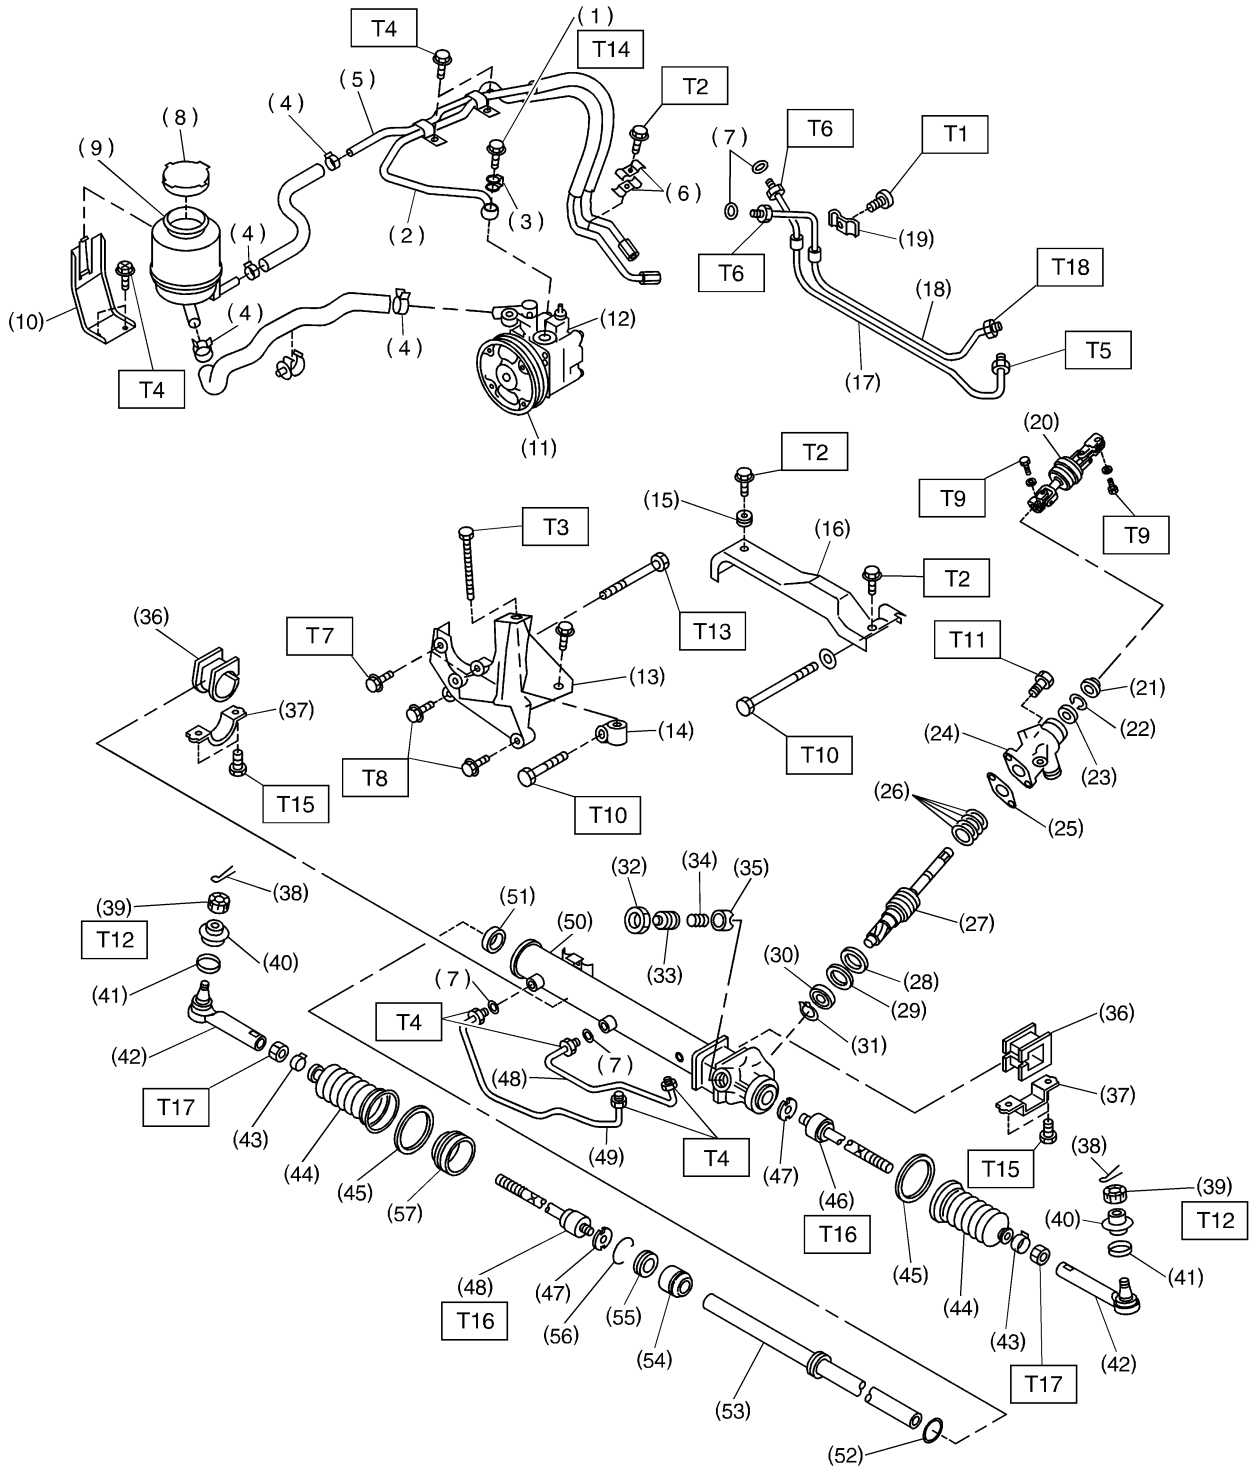 ( 1 )
T4
T14
( 5 )
T2
( 4 )
( 8 )
T6
T1
( 7 )
( 9 )
( 6 )
( 3 )
( 2 )
( 4 )
(19)
T6
T18
(18)
(10)
( 4 )
(12)
( 4 )
T5
T4
(17)
(11)
(20)
T2
T9
(15)
T3
(16)
T9
T2
(36)
T7
T13
T11
(13)
(21)
(37)
(14)
(22)
(24)
T10
T8
(23)
T15
(26)
T10
(25)
(38)
(32)
(34)
(35)
(51)
(39)
(50)
(27)
T12
(40)
(33)
(30)
(28)
(41)
( 7 )
(29)
T4
(36)
(42)
(31)
( 7 )
(48)
(37)
T17
(43)
(38)
(49)
T4
(47)
T15
(44)
(39)
(45)
(46)
(57)
(40)
T12
T16
(45)
(41)
(48)
(47)
(44)
T16
(55)
(56)
(43)
(54)
(42)
T17
(53)
(52)